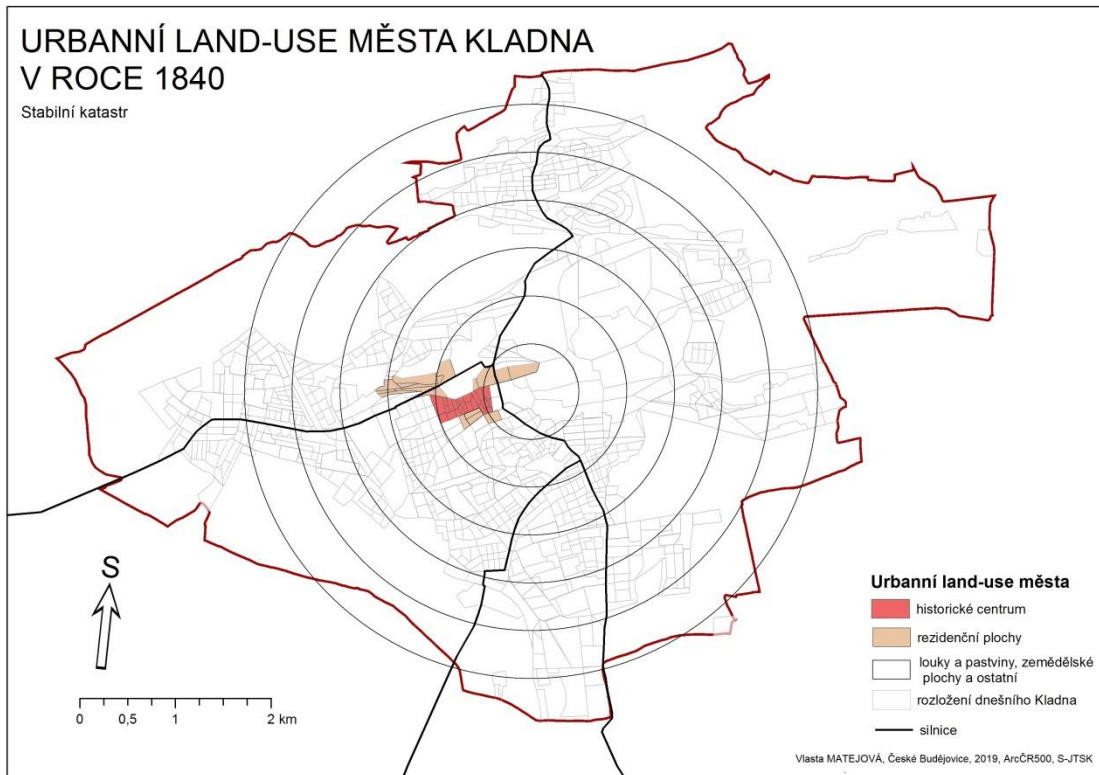 URBANNÍ LAND-USE MĚSTA KLADNA
V ROCE 1840
Stabilní katastr
S
0 0,5 1 2 km
Urbanní land-use města
historické centrum
rezidenční plochy
louky a pastviny, zemědělské
plochy a ostatní
rozložení dnešního Kladna
silnice
Vlasta MATEJOVÁ, České Budějovice, 2019, ArcČR500, S-JTSK